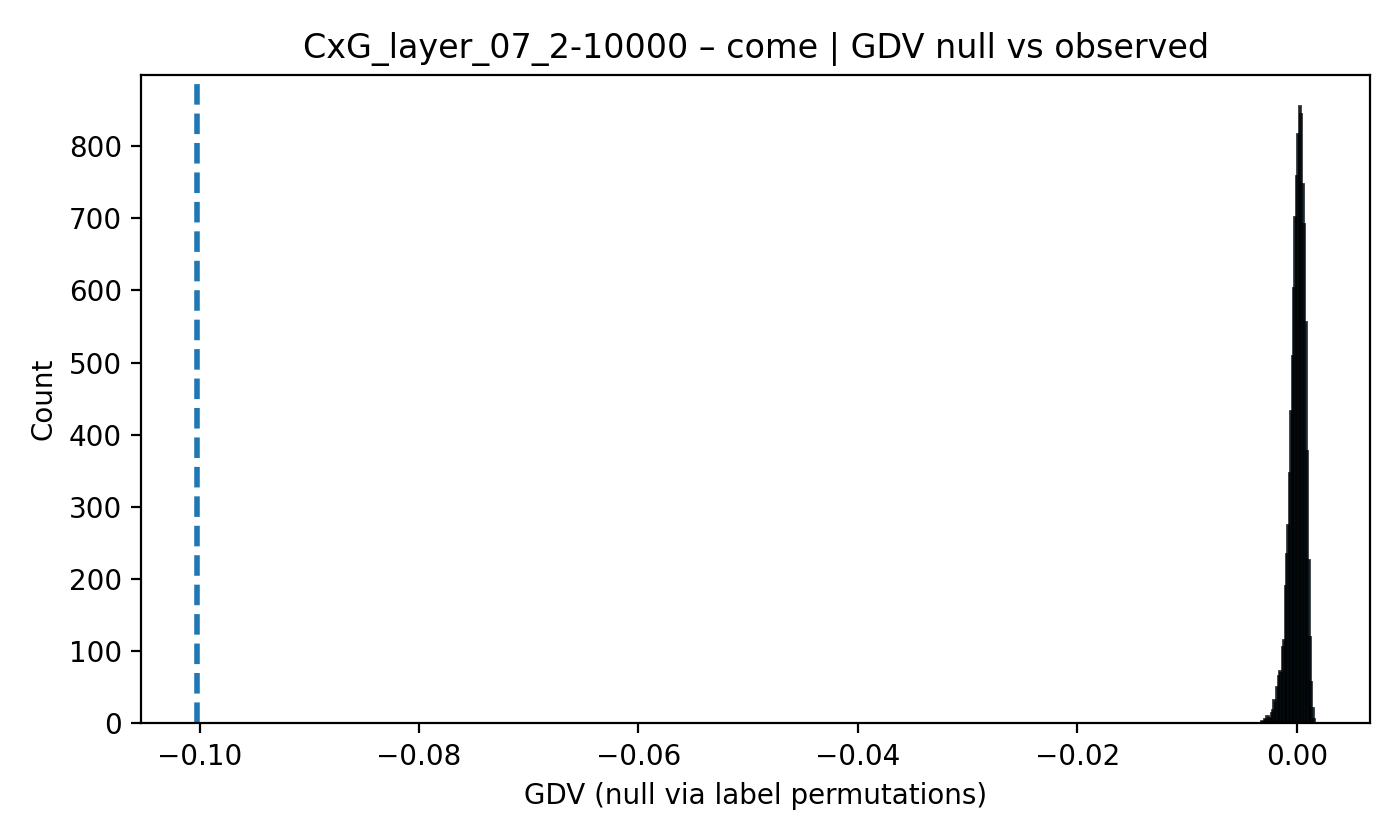 CxG_layer_07_2-10000 – come | GDV null vs observed
Count
800
700
600
500
400
300
200
100
0
−0.10 −0.08 −0.06 −0.04 −0.02 0.00
GDV (null via label permutations)